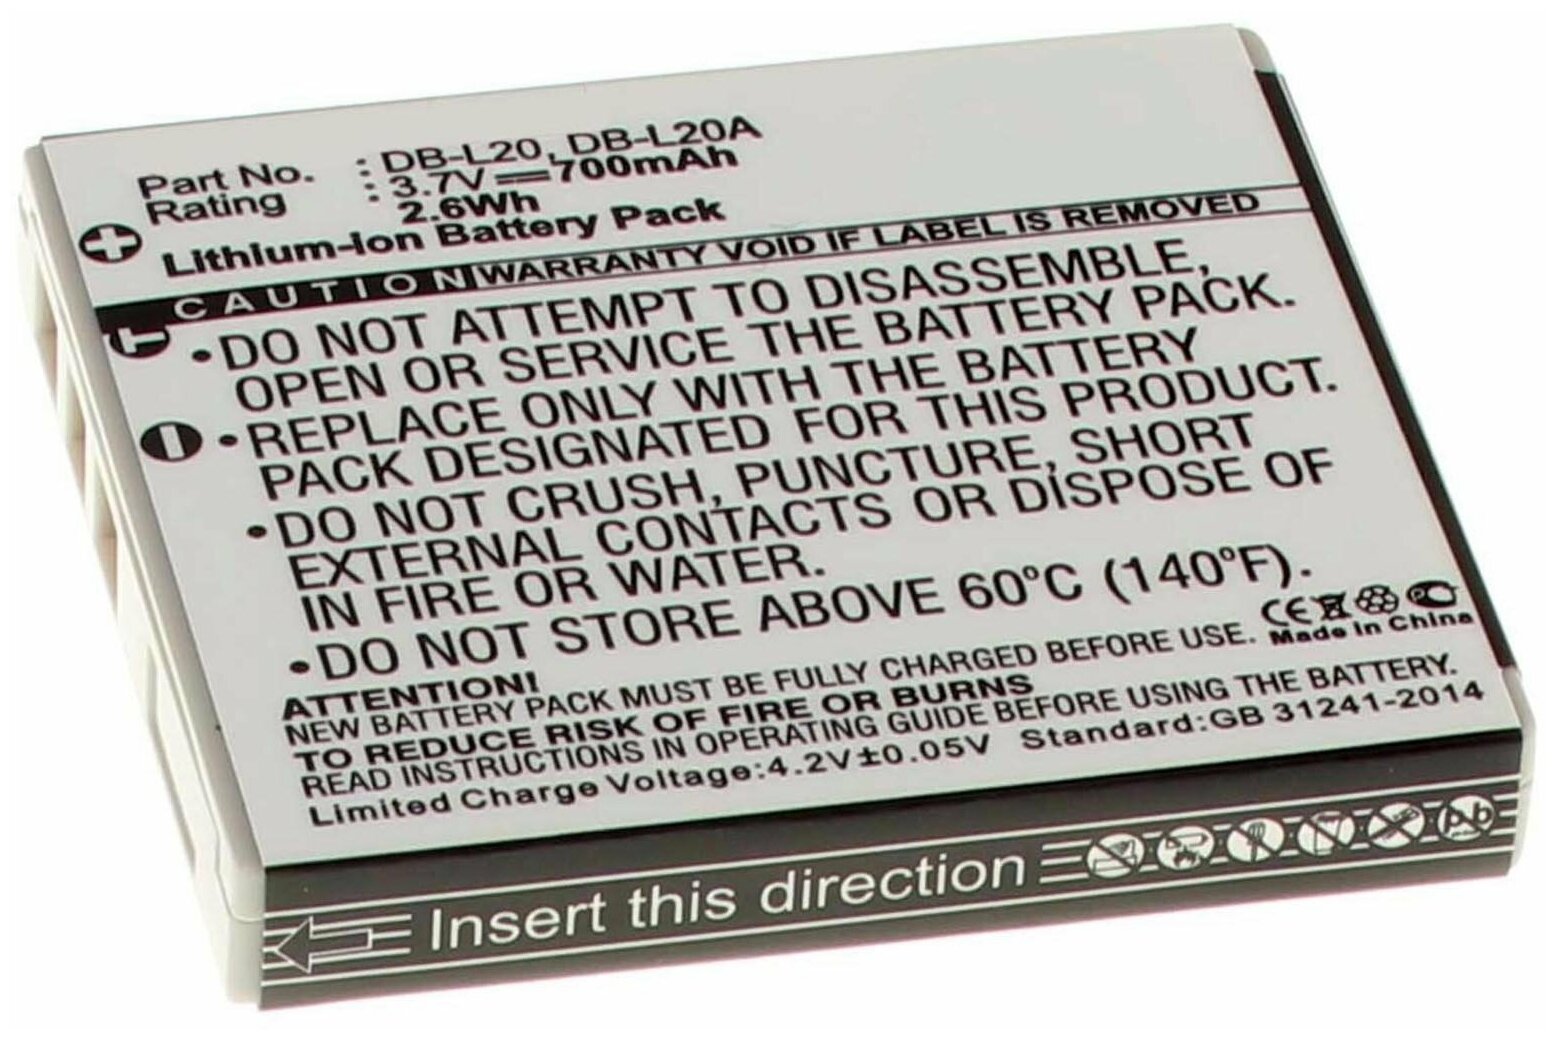 Part No. : DB-L20, DB-L20A
Rating : 3.7V 700mAh
: 2.6Wh
Lithium-Ion Battery Pack
CAUTION WARRANTY VOID IF LABEL IS REMOVED
+
T
−
•DO NOT ATTEMPT TO DISASSEMBLE,
OPEN OR SERVICE THE BATTERY PACK.
•REPLACE ONLY WITH THE BATTERY
PACK DESIGNATED FOR THIS PRODUCT.
•DO NOT CRUSH, PUNCTURE, SHORT
EXTERNAL CONTACTS OR DISPOSE OF
IN FIRE OR WATER.
•DO NOT STORE ABOVE 60°C (140°F).
CE
Made in China
ATTENTION!
NEW BATTERY PACK MUST BE FULLY CHARGED BEFORE USE.
TO REDUCE RISK OF FIRE OR BURNS
READ INSTRUCTIONS IN OPERATING GUIDE BEFORE USING THE BATTERY.
Limited Charge Voltage:4.2V±0.05V Standard:GB 31241-2014
Insert this direction
Pb